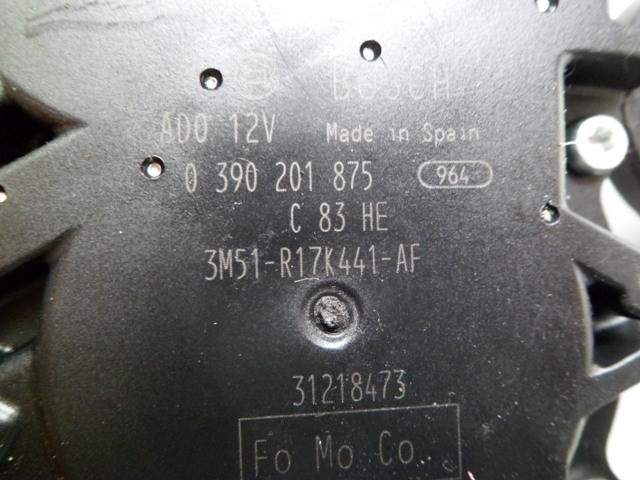 BOSCH
ADO 12V Made in Spain
0 390 201 875 964
C 83 HE
3M51-R17K441-AF
31218473
Fo Mo Co